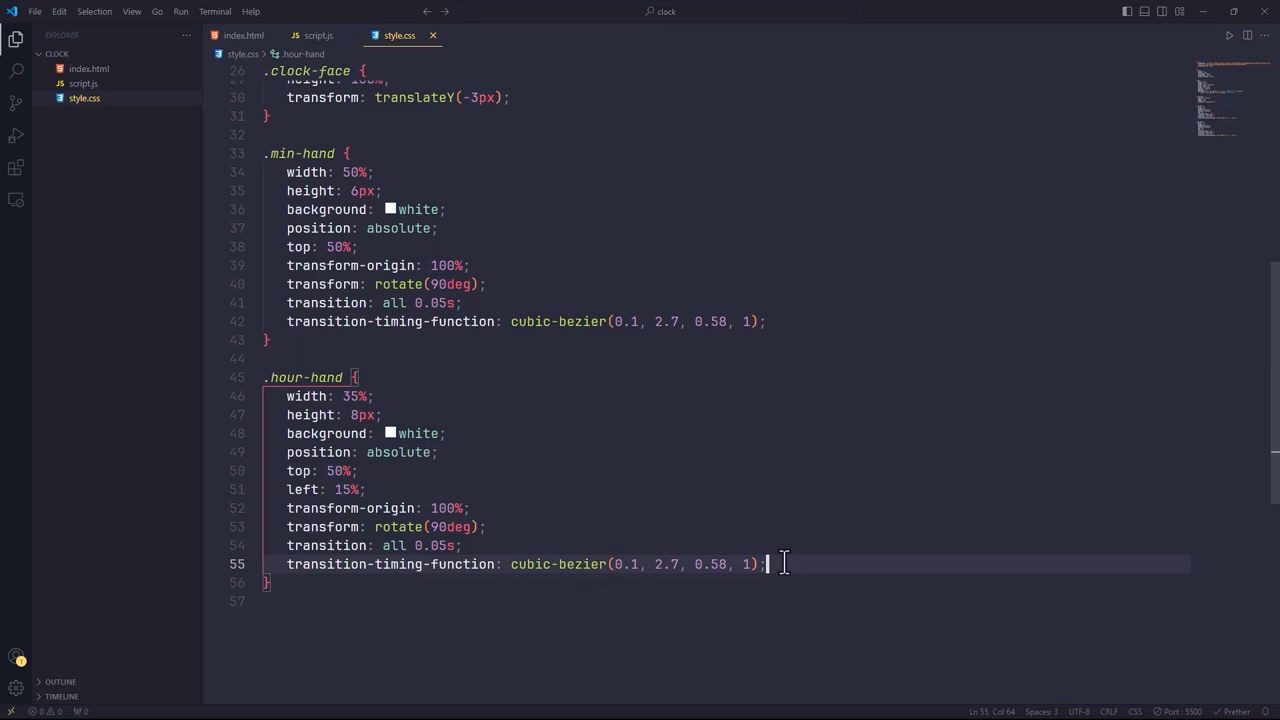 File Edit Selection View Go Run Terminal Help
clock
EXPLORER
index.html script.js style.css
style.css > .hour-hand
CLOCK
index.html
script.js
style.css
26 .clock-face {
30 transform: translateY(-3px);
31 }
32
33 .min-hand {
34 width: 50%;
35 height: 6px;
36 background: white;
37 position: absolute;
38 top: 50%;
39 transform-origin: 100%;
40 transform: rotate(90deg);
41 transition: all 0.05s;
42 transition-timing-function: cubic-bezier(0.1, 2.7, 0.58, 1);
43 }
44
45 .hour-hand {
46 width: 35%;
47 height: 8px;
48 background: white;
49 position: absolute;
50 top: 50%;
51 left: 15%;
52 transform-origin: 100%;
53 transform: rotate(90deg);
54 transition: all 0.05s;
55 transition-timing-function: cubic-bezier(0.1, 2.7, 0.58, 1);
56 }
57
OUTLINE
TIMELINE
0 0 0 Ln 55, Col 64 Spaces: 3 UTF-8 CRLF CSS Port : 5500 Prettier